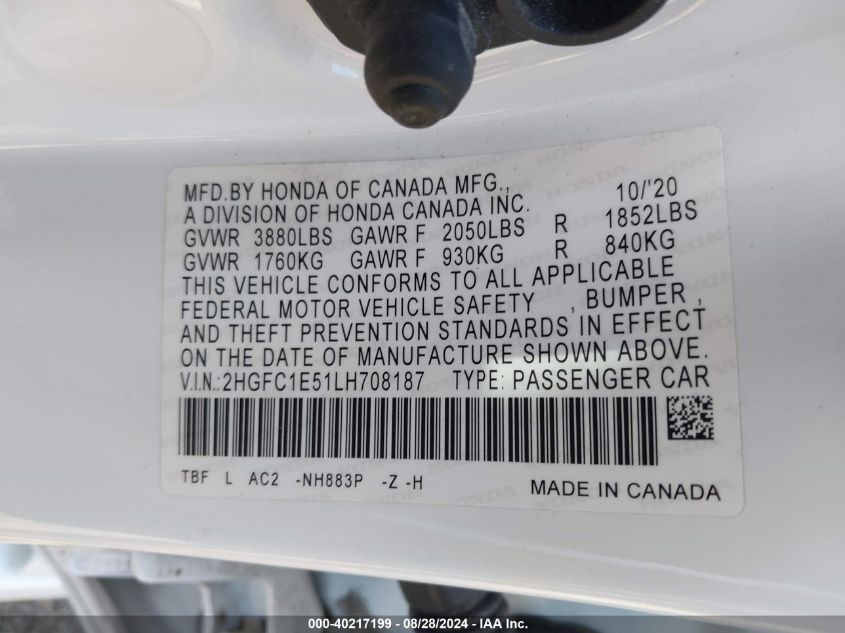 MFD.BY HONDA OF CANADA MFG., 10/'20
A DIVISION OF HONDA CANADA INC.
GVWR 3880LBS GAWR F 2050LBS R 1852LBS
GVWR 1760KG GAWR F 930KG R 840KG
THIS VEHICLE CONFORMS TO ALL APPLICABLE
FEDERAL MOTOR VEHICLE SAFETY , BUMPER ,
AND THEFT PREVENTION STANDARDS IN EFFECT
ON THE DATE OF MANUFACTURE SHOWN ABOVE.
V.I.N.:2HGFC1E51LH708187 TYPE: PASSENGER CAR
TBF L AC2 -NH883P -Z -H
MADE IN CANADA
000-40217199 - 08/28/2024 - IAA Inc.